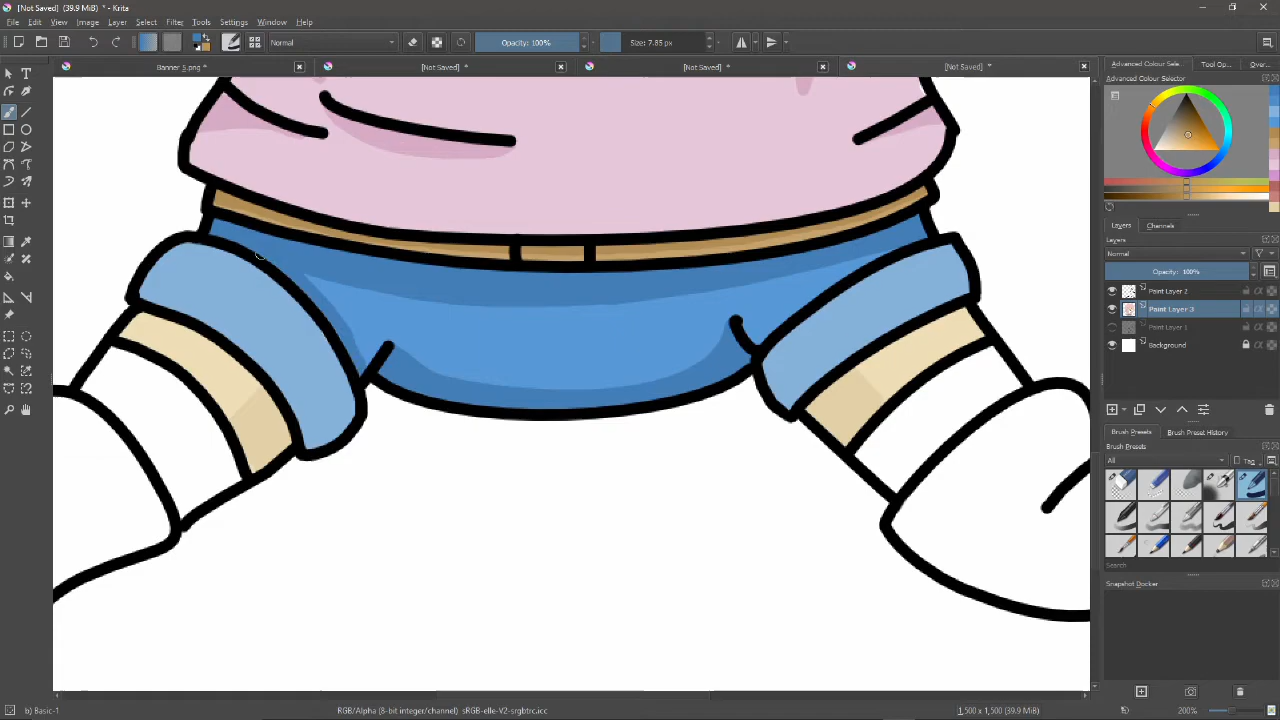 [Not Saved] (39.9 MiB) * - Krita
File Edit View Image Layer Select Filter Tools Settings Window Help
Normal Opacity: 100% Size: 7.85 px
Banner 5.png * [Not Saved] * [Not Saved] * [Not Saved] *
Advanced Colour Sele... Tool Op... Over...
Advanced Colour Selector
Layers Channels
Layers
Normal
Opacity: 100%
Paint Layer 2
Paint Layer 3
Paint Layer 1
Background
Brush Presets Brush Preset History
Brush Presets
All Tag
Search
Snapshot Docker
b) Basic-1 RGB/Alpha (8-bit integer/channel) sRGB-elle-V2-srgbtrc.icc 1,500 x 1,500 (39.9 MiB) 200%